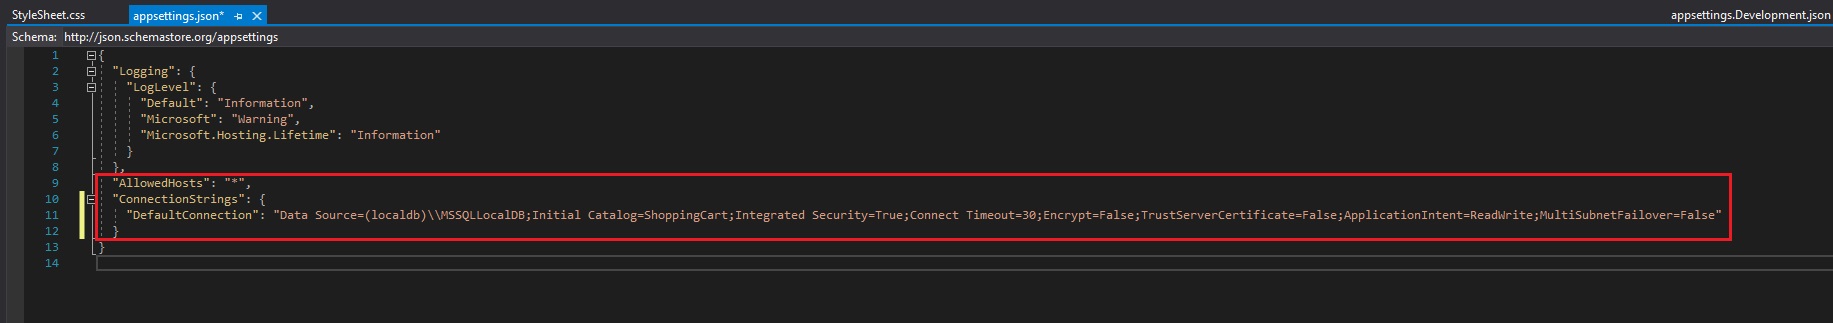 StyleSheet.css appsettings.json* appsettings.Development.json
Schema: http://json.schemastore.org/appsettings
1 {
2 "Logging": {
3 "LogLevel": {
4 "Default": "Information",
5 "Microsoft": "Warning",
6 "Microsoft.Hosting.Lifetime": "Information"
7 }
8 },
9 "AllowedHosts": "*",
10 "ConnectionStrings": {
11 "DefaultConnection": "Data Source=(localdb)\\MSSQLLocalDB;Initial Catalog=ShoppingCart;Integrated Security=True;Connect Timeout=30;Encrypt=False;TrustServerCertificate=False;ApplicationIntent=ReadWrite;MultiSubnetFailover=False"
12 }
13 }
14